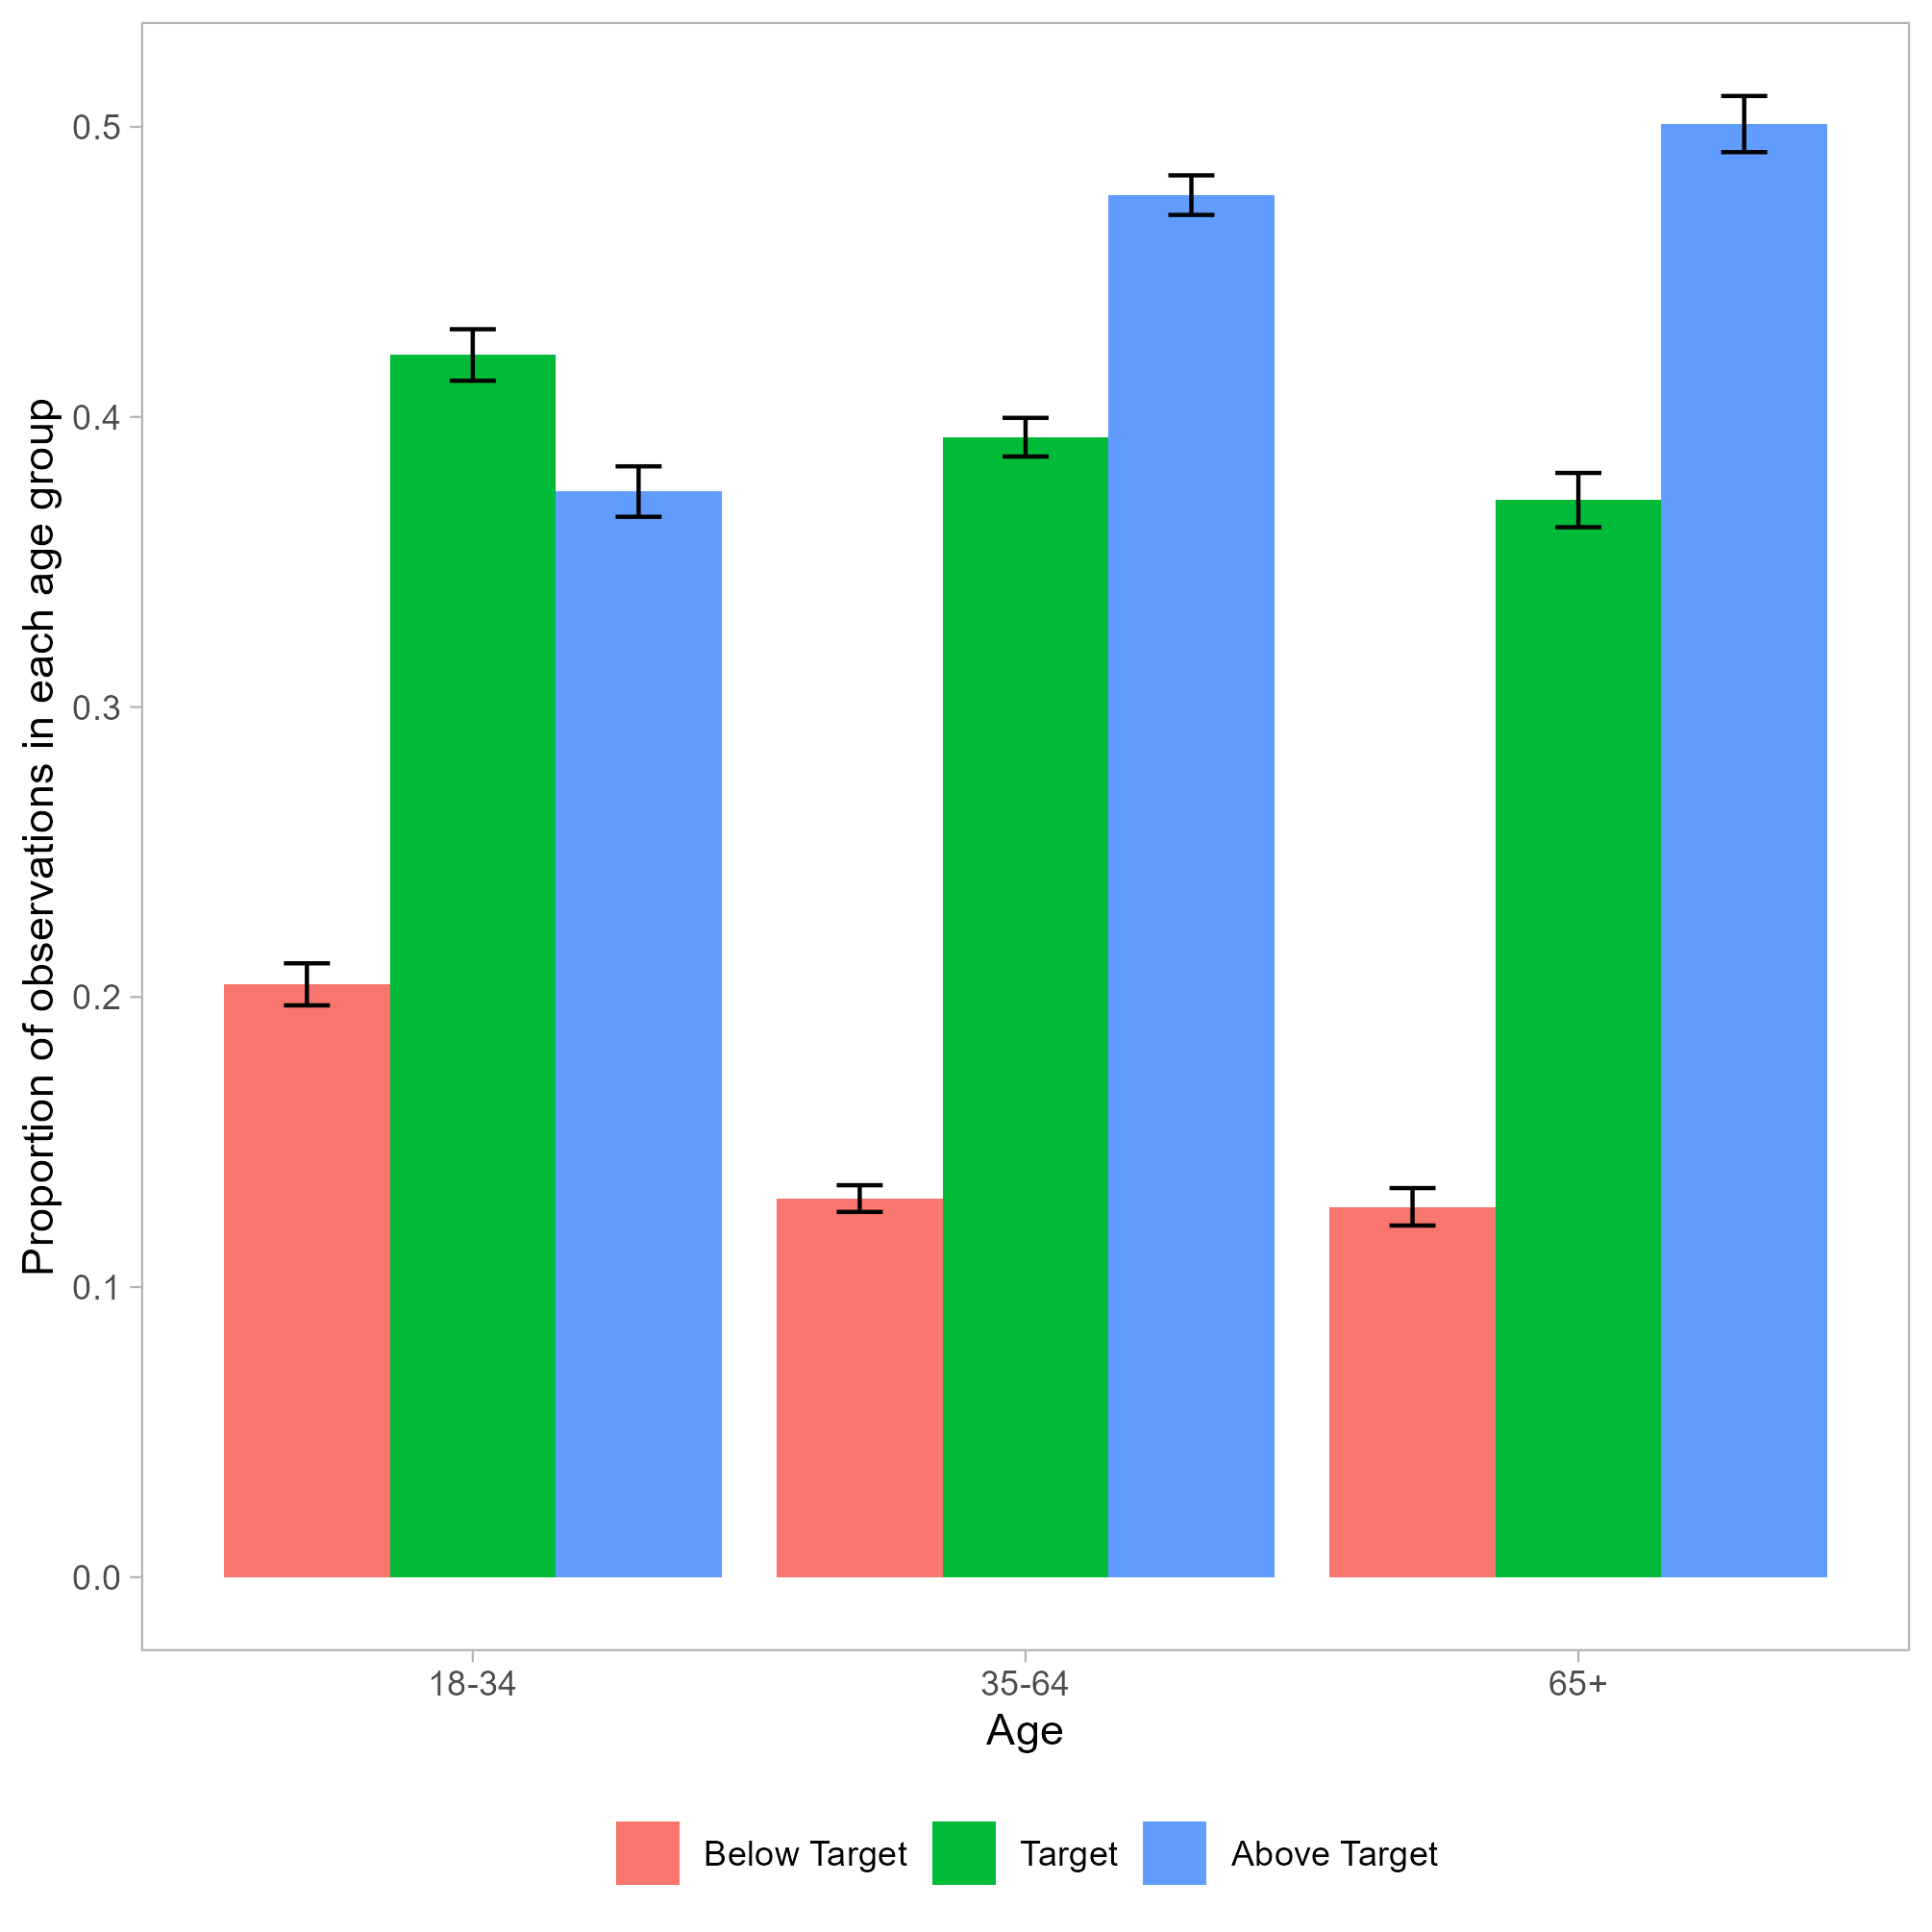 Proportion of observations in each age group
0.5
0.4
0.3
0.2
0.1
0.0
18-34 35-64 65+
Age
Below Target Target Above Target